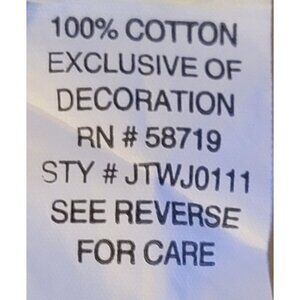 100% COTTON
EXCLUSIVE OF
DECORATION
RN # 58719
STY # JTWJ0111
SEE REVERSE
FOR CARE